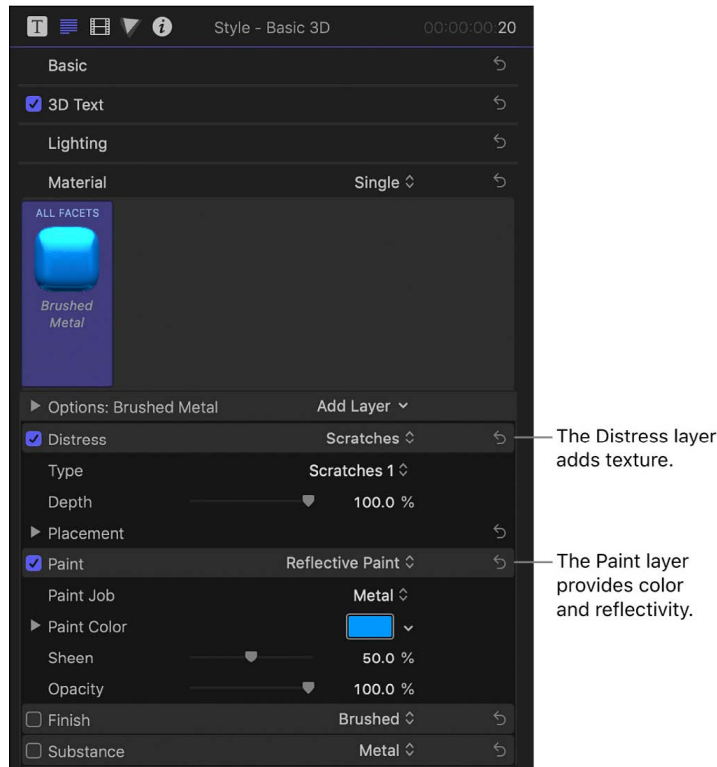 T i Style - Basic 3D 00:00:00:20
Basic
3D Text
Lighting
Material Single
ALL FACETS
Brushed
Metal
Options: Brushed Metal Add Layer
Distress Scratches
The Distress layer
adds texture.
Type Scratches 1
Depth 100.0 %
Placement
Paint Reflective Paint
The Paint layer
provides color
and reflectivity.
Paint Job Metal
Paint Color
Sheen 50.0 %
Opacity 100.0 %
Finish Brushed
Substance Metal